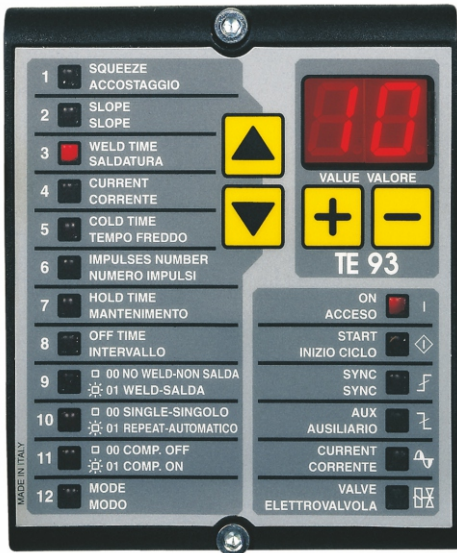 1 SQUEEZE
ACCOSTAGGIO
2 SLOPE
SLOPE
3 WELD TIME
SALDATURA
4 CURRENT
CORRENTE
5 COLD TIME
TEMPO FREDDO
6 IMPULSES NUMBER
NUMERO IMPULSI
7 HOLD TIME
MANTENIMENTO
8 OFF TIME
INTERVALLO
9 00 NO WELD-NON SALDA
01 WELD-SALDA
10 00 SINGLE-SINGOLO
01 REPEAT-AUTOMATICO
11 00 COMP. OFF
01 COMP. ON
12 MODE
MODO
MADE IN ITALY
10
VALUE VALORE
+ −
TE 93
ON
ACCESO I
START
INIZIO CICLO I
SYNC
SYNC
AUX
AUSILIARIO
CURRENT
CORRENTE
VALVE
ELETTROVALVOLA